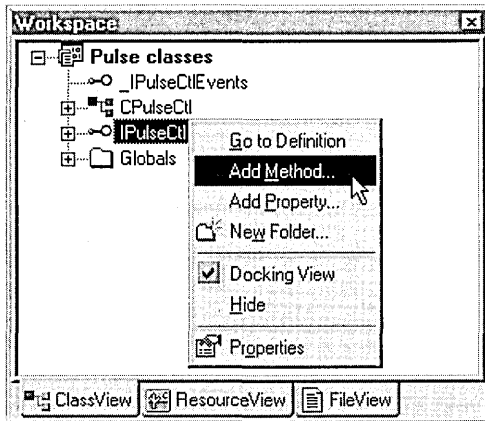 Workspace
Pulse classes
_IPulseCtlEvents
CPulseCtl
IPulseCtl
Globals
Go to Definition
Add Method...
Add Property...
New Folder...
Docking View
Hide
Properties
ClassView
ResourceView
FileView